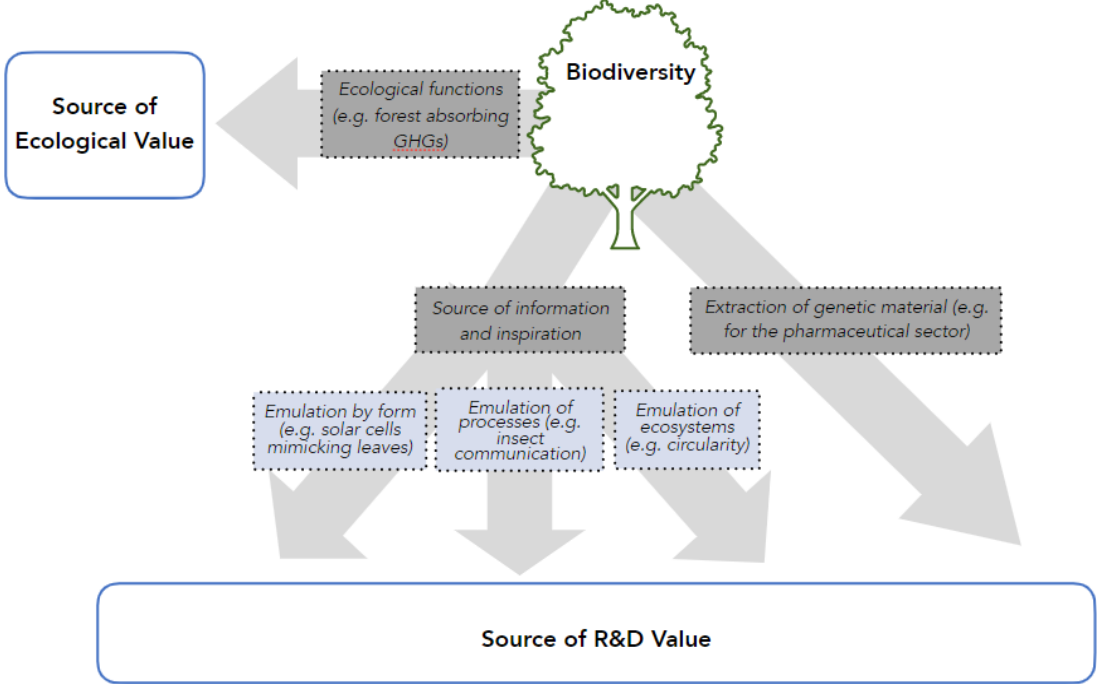 Biodiversity
Source of
Ecological Value
Ecological functions
(e.g. forest absorbing
GHGs)
Source of information
and inspiration
Extraction of genetic material (e.g.
for the pharmaceutical sector)
Emulation by form
(e.g. solar cells
mimicking leaves)
Emulation of
processes (e.g.
insect
communication)
Emulation of
ecosystems
(e.g. circularity)
Source of R&D Value